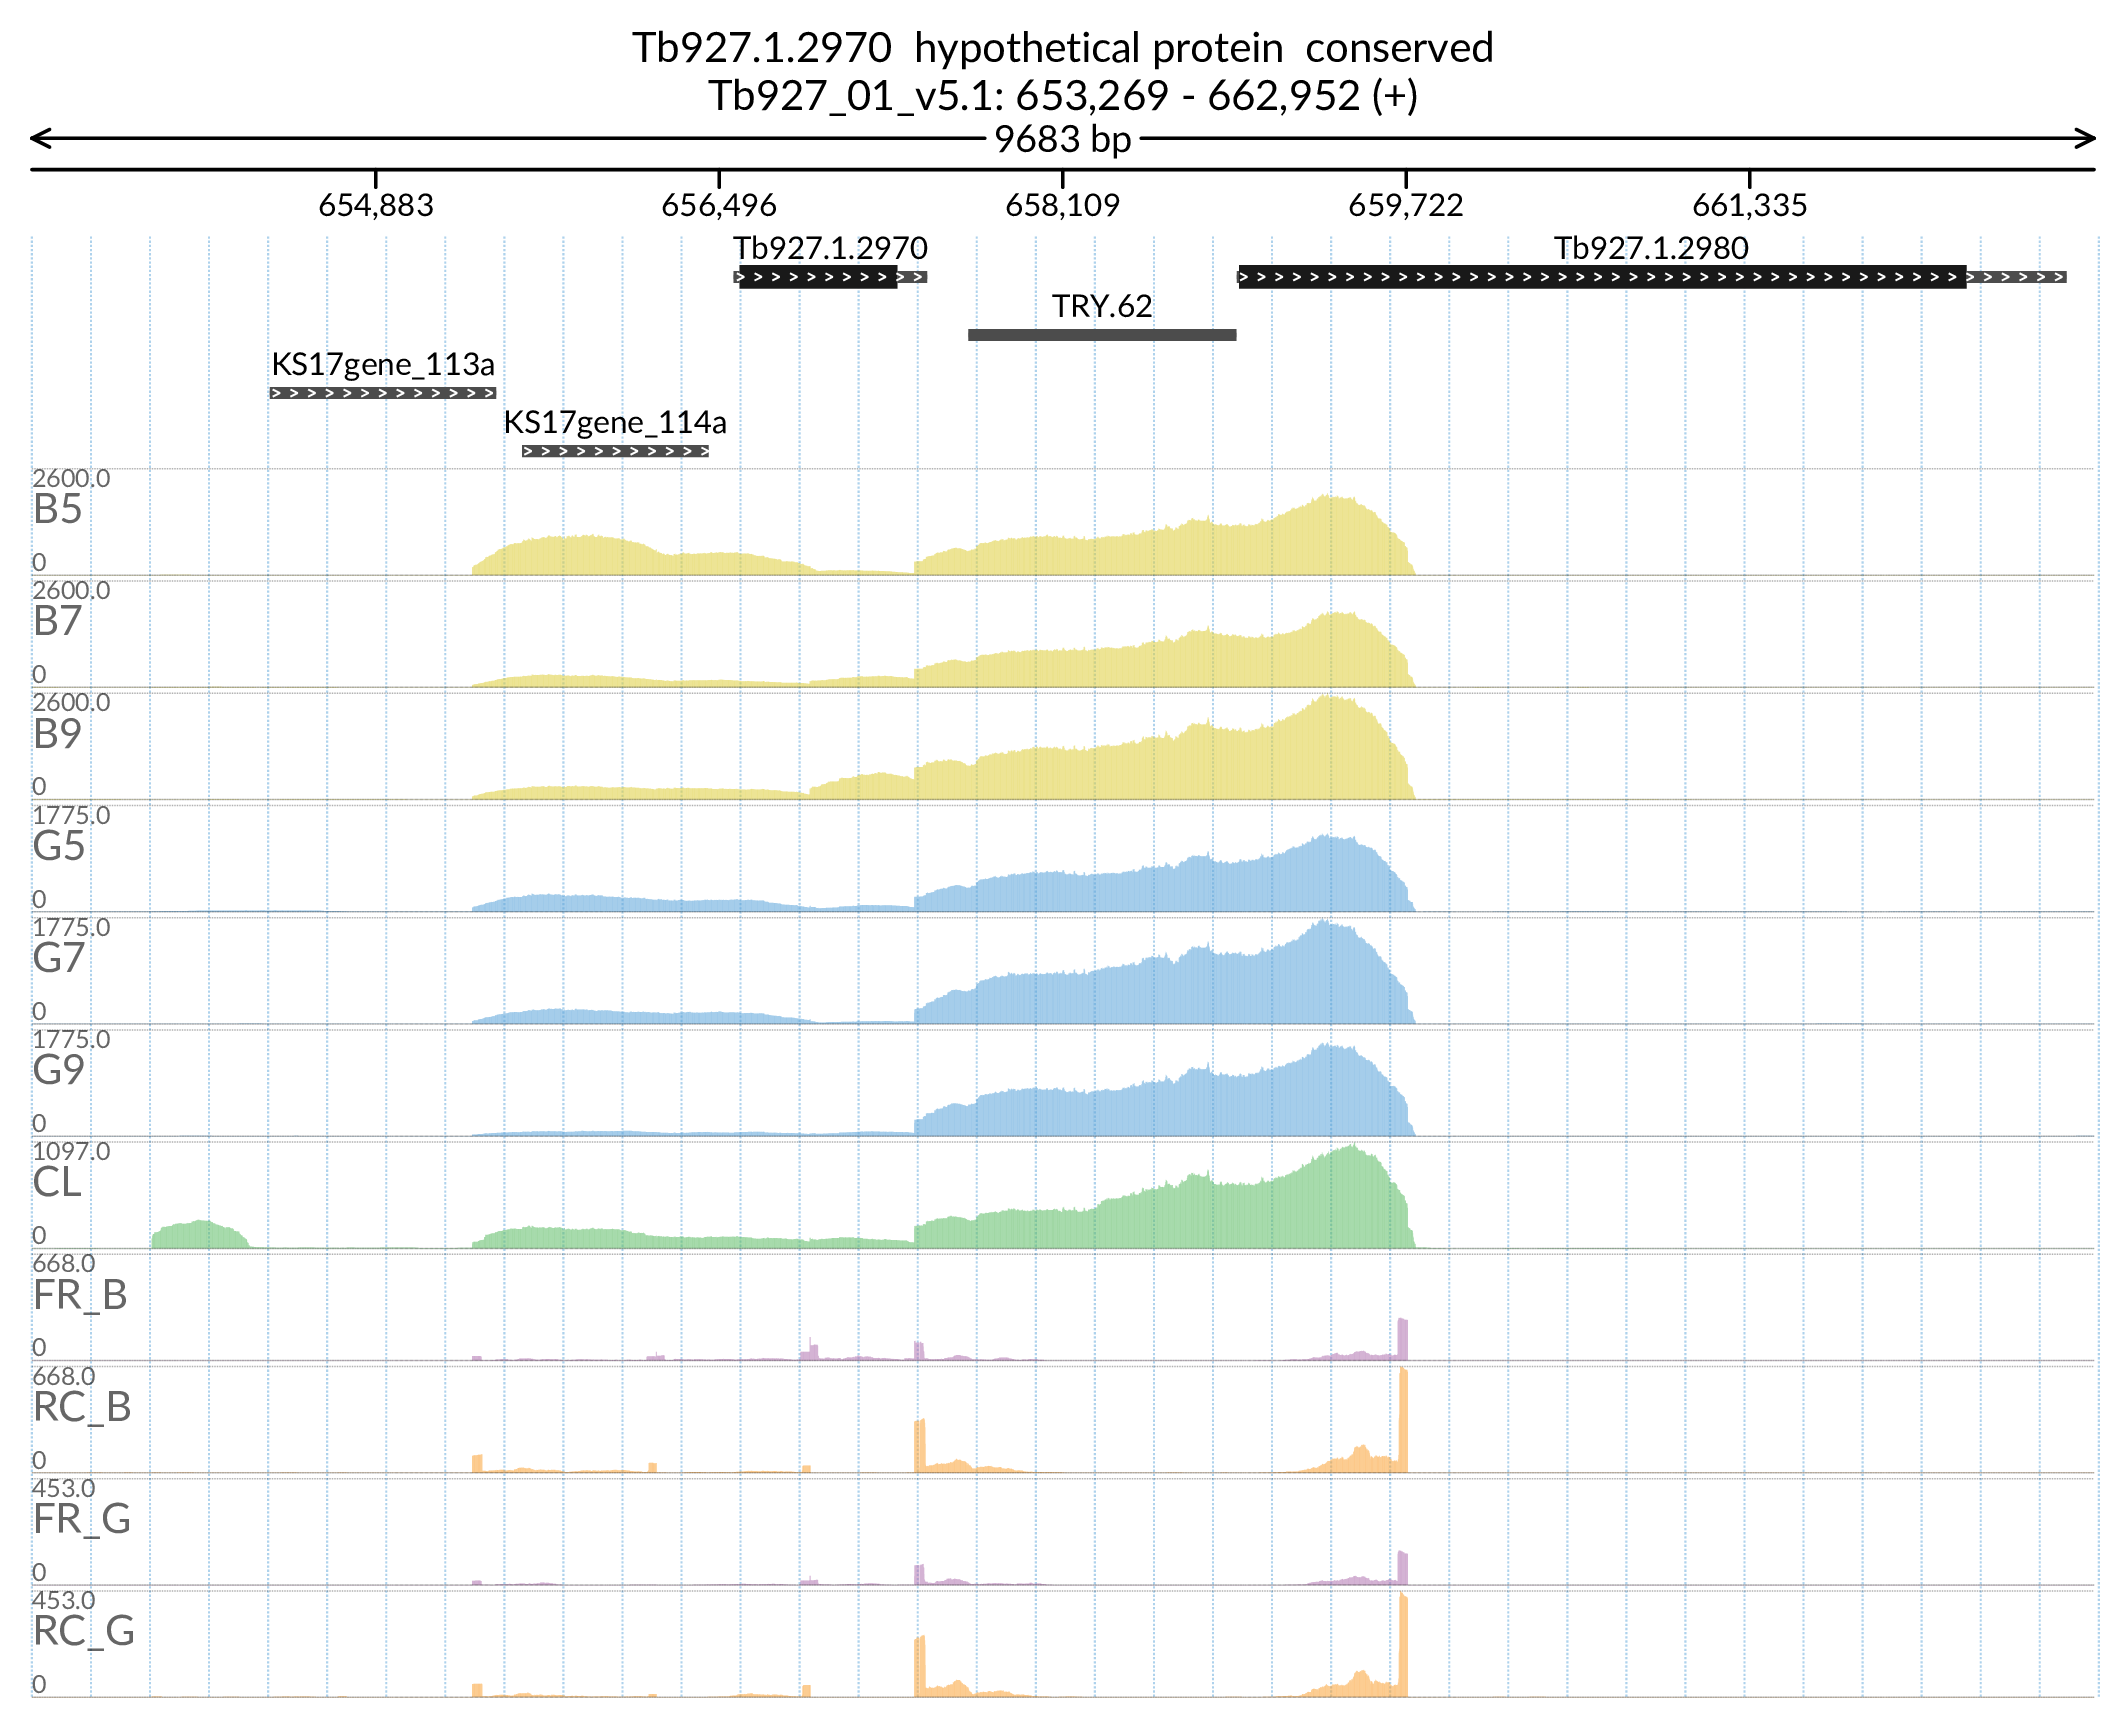 Tb927.1.2970  hypothetical protein  conserved
Tb927_01_v5.1: 653,269 - 662,952 (+)
9683 bp
654,883 656,496 658,109 659,722 661,335
Tb927.1.2970 Tb927.1.2980
TRY.62
KS17gene_113a
KS17gene_114a
2600.0
B5
0
2600.0
B7
0
2600.0
B9
0
1775.0
G5
0
1775.0
G7
0
1775.0
G9
0
1097.0
CL
0
668.0
FR_B
0
668.0
RC_B
0
453.0
FR_G
0
453.0
RC_G
0